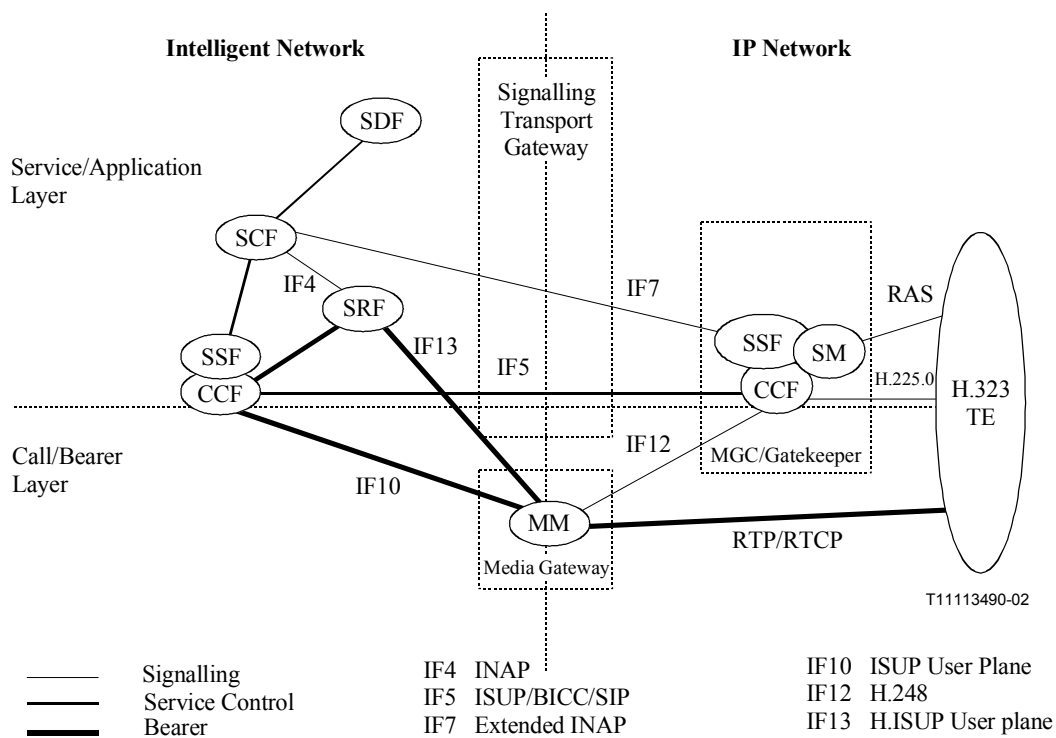 Intelligent Network
IP Network
Signalling
Transport
Gateway
SDF
Service/Application
Layer
SCF
IF4
IF7
SRF
RAS
SSF
IF13
SSF
SM
CCF
IF5
CCF
H.225.0
H.323
TE
IF12
MGC/Gatekeeper
Call/Bearer
Layer
IF10
MM
RTP/RTCP
Media Gateway
T11113490-02
Signalling
Service Control
Bearer
IF4 INAP
IF5 ISUP/BICC/SIP
IF7 Extended INAP
IF10 ISUP User Plane
IF12 H.248
IF13 H.ISUP User plane